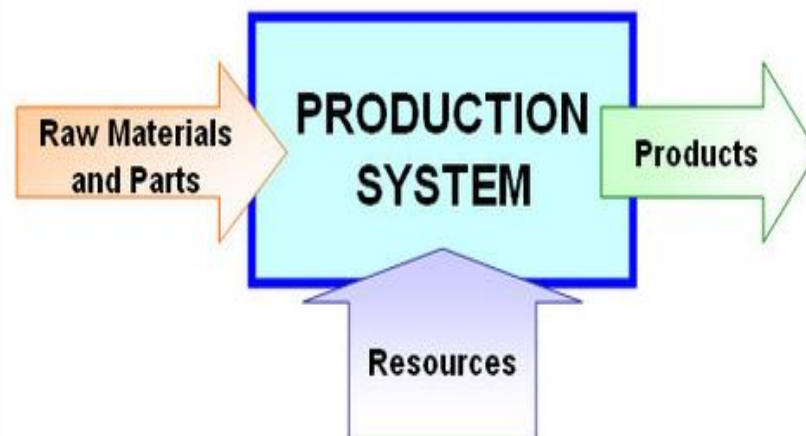 Raw Materials
and Parts
PRODUCTION
SYSTEM
Products
Resources